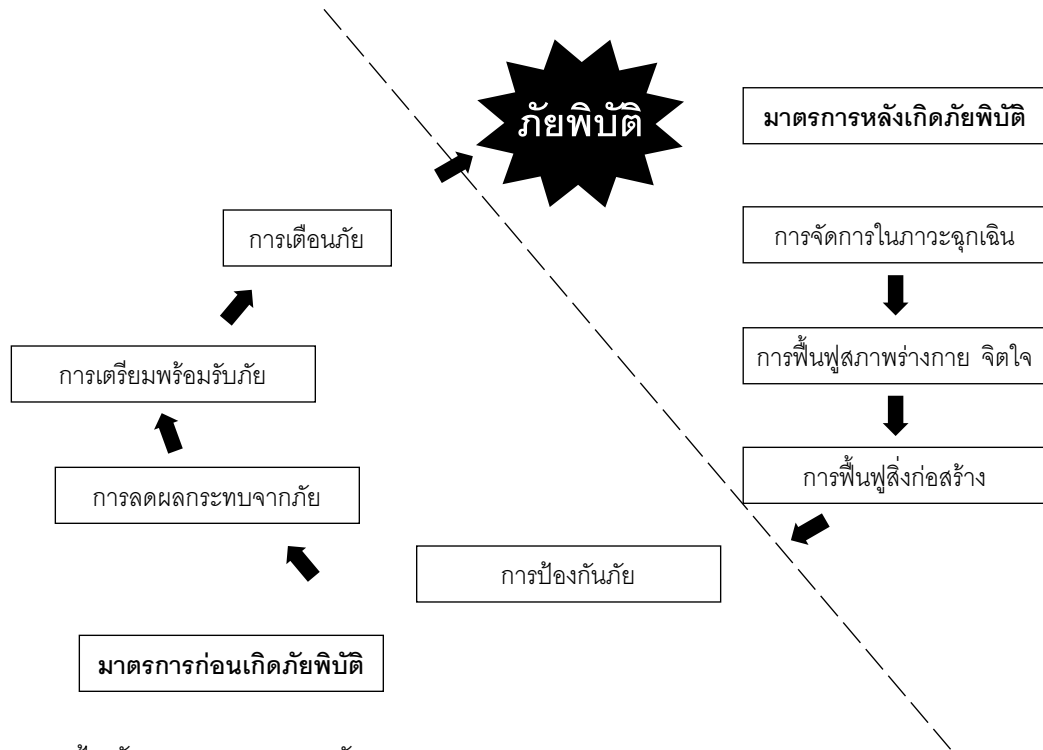 ภัยพิบัติ
มาตรการหลังเกิดภัยพิบัติ
การเตือนภัย
การจัดการในภาวะฉุกเฉิน
การเตรียมพร้อมรับภัย
การฟื้นฟูสภาพร่างกาย จิตใจ
การลดผลกระทบจากภัย
การฟื้นฟูสิ่งก่อสร้าง
การป้องกันภัย
มาตรการก่อนเกิดภัยพิบัติ